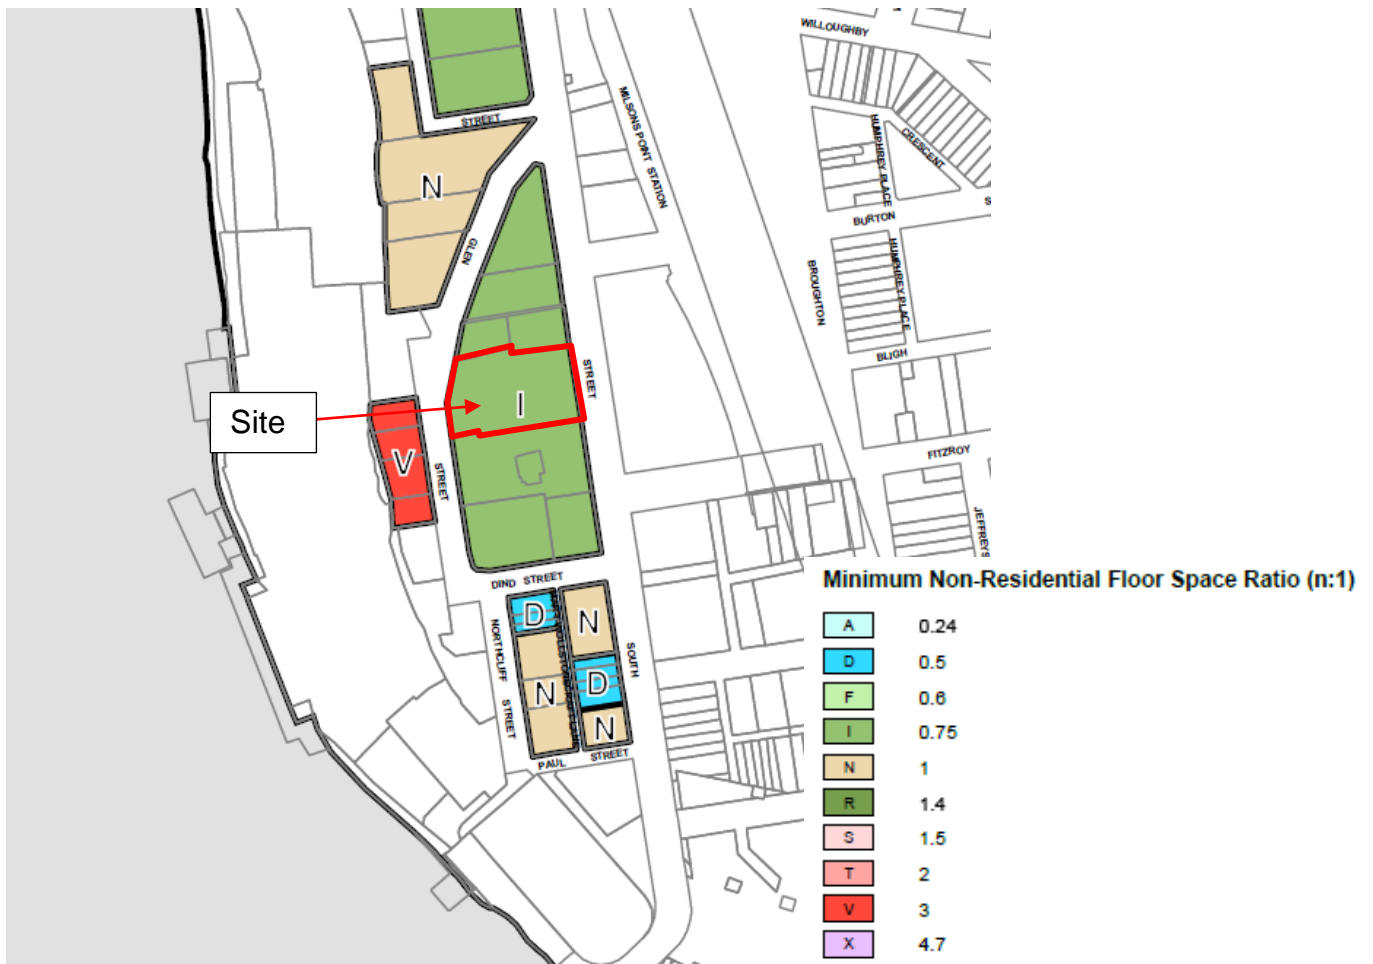 WILLOUGHBY
MILSONS POINT STATION
STREET
HUMPHREY PLACE
CRESCENT
N
BURTON
S
GLEN
HUMPHREY PLACE
BROUGHTON
BLIGH
STREET
Site
I
V
STREET
FITZROY
JEFFREYS
DIND STREET
D
N
NORTHCLIFF
STREET
SOUTH
N
D
N
PAUL STREET
Minimum Non-Residential Floor Space Ratio (n:1)
A 0.24
D 0.5
F 0.6
I 0.75
N 1
R 1.4
S 1.5
T 2
V 3
X 4.7